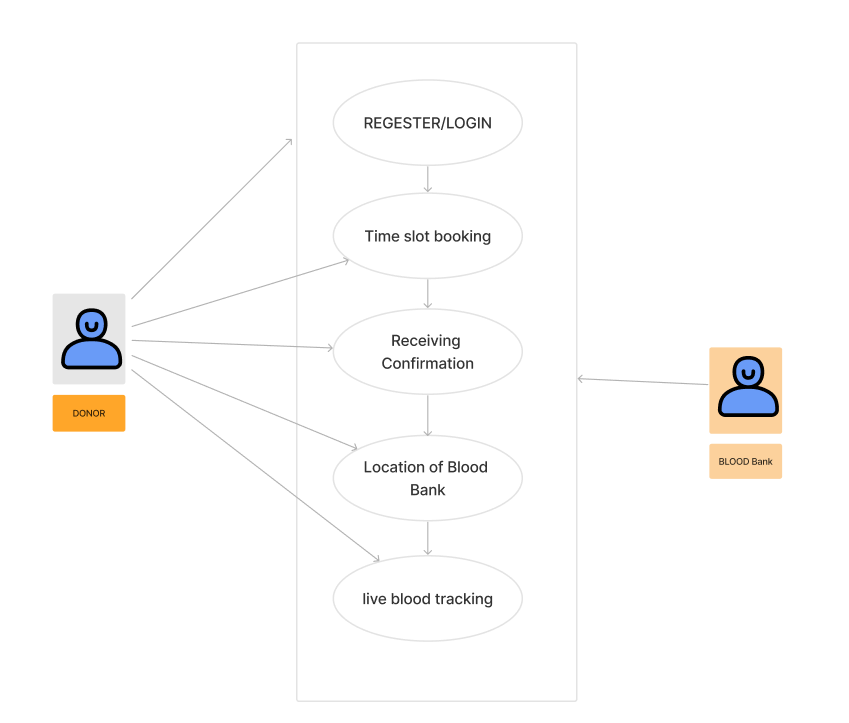 REGESTER/LOGIN
Time slot booking
Receiving
Confirmation
DONOR
Location of Blood
Bank
BLOOD Bank
live blood tracking